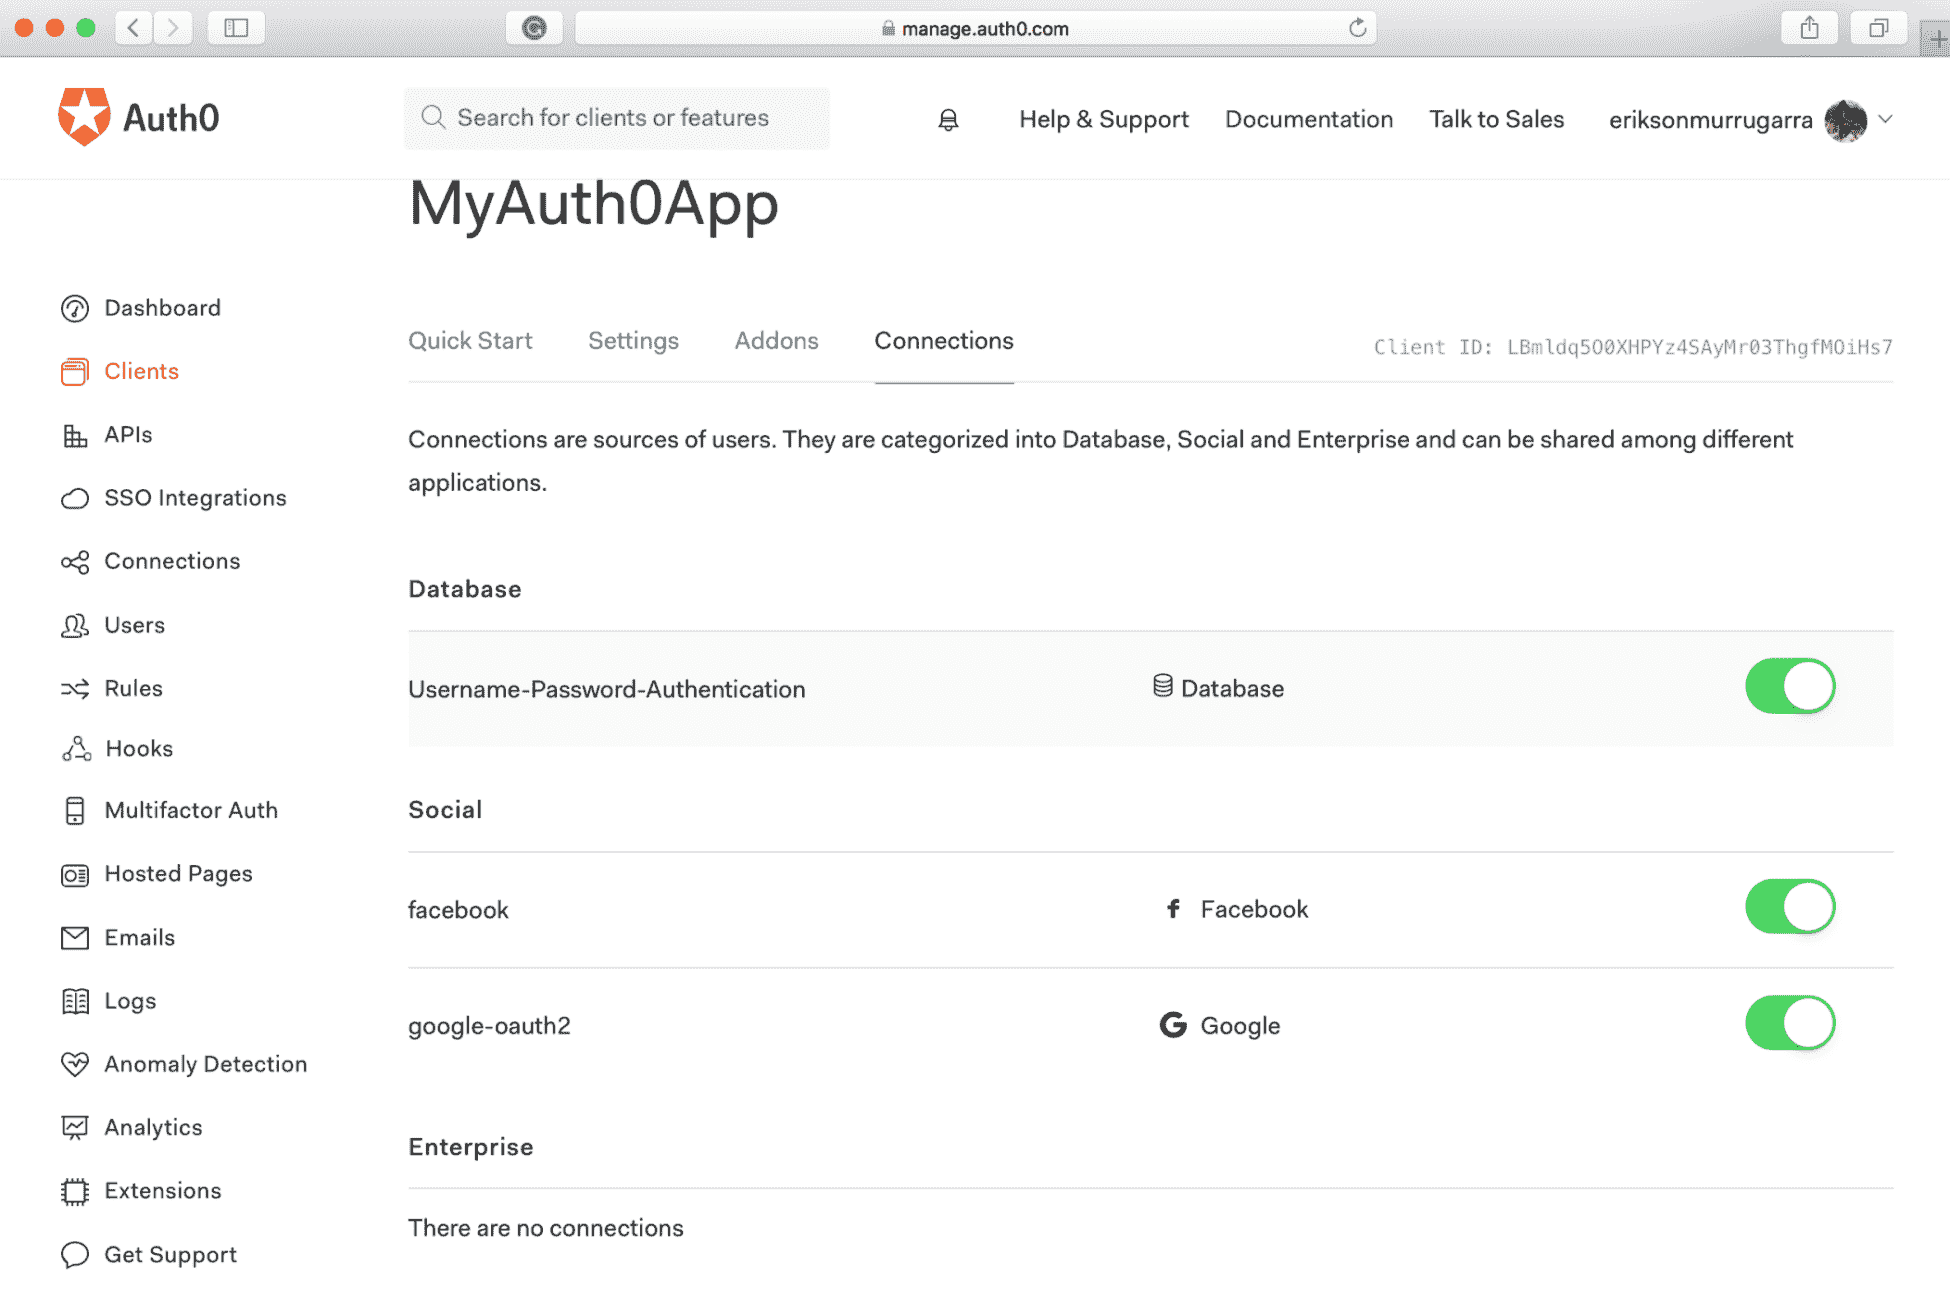 manage.auth0.com
Auth0
Search for clients or features
Help & Support
Documentation
Talk to Sales
eriksonmurrugarra
MyAuth0App
Dashboard
Clients
APIs
SSO Integrations
Connections
Users
Rules
Hooks
Multifactor Auth
Hosted Pages
Emails
Logs
Anomaly Detection
Analytics
Extensions
Get Support
Quick Start
Settings
Addons
Connections
Client ID: LBmldq5O0XHPYz4SAyMr03ThgfMOiHs7
Connections are sources of users. They are categorized into Database, Social and Enterprise and can be shared among different
applications.
Database
Username-Password-Authentication
Database
Social
facebook
Facebook
google-oauth2
Google
Enterprise
There are no connections